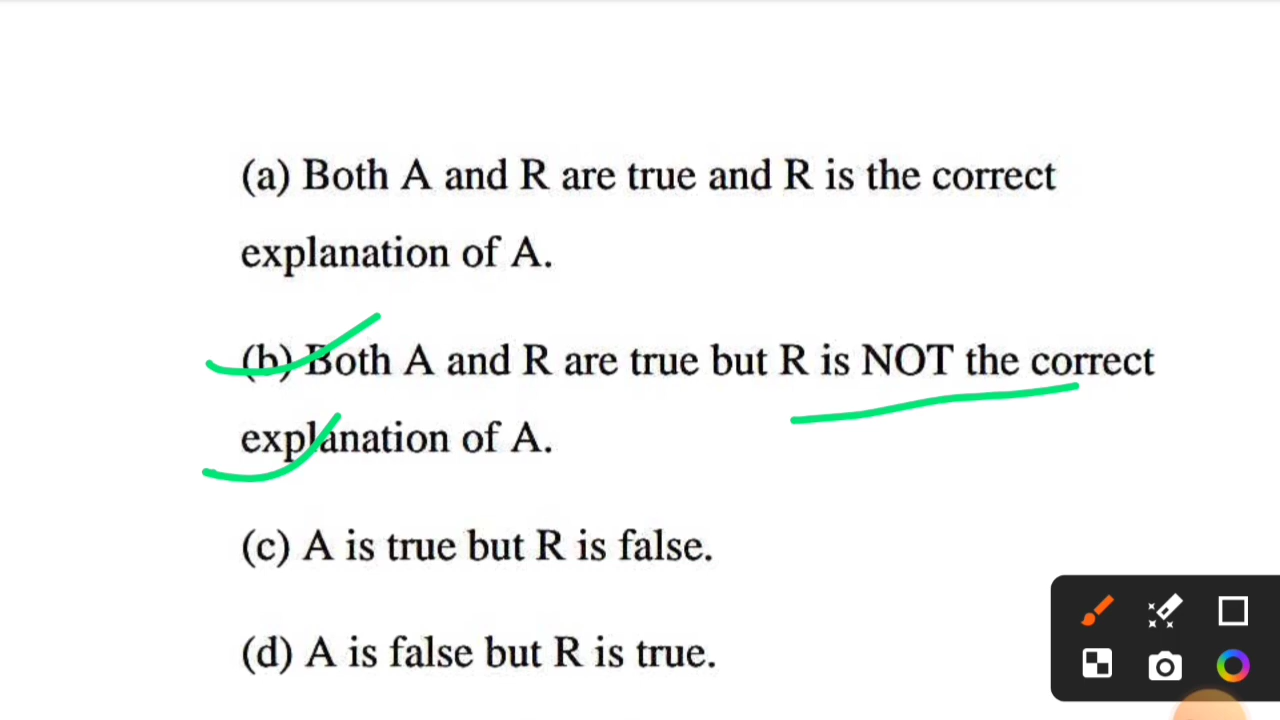 (a) Both A and R are true and R is the correct
explanation of A.
(b) Both A and R are true but R is NOT the correct
explanation of A.
(c) A is true but R is false.
(d) A is false but R is true.